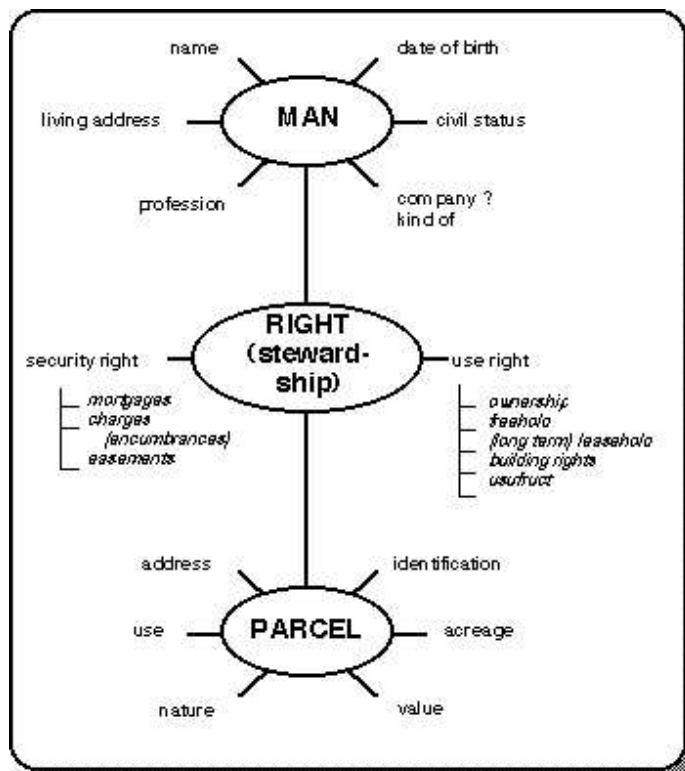 name
date of birth
MAN
living address
civil status
profession
company ?
kind of
RIGHT
(steward-
ship)
security right
use right
mortgages
charges
(encumbrances)
easements
ownership
freehold
(long term) leasehold
building rights
usufruct
address
identification
PARCEL
use
acreage
nature
value